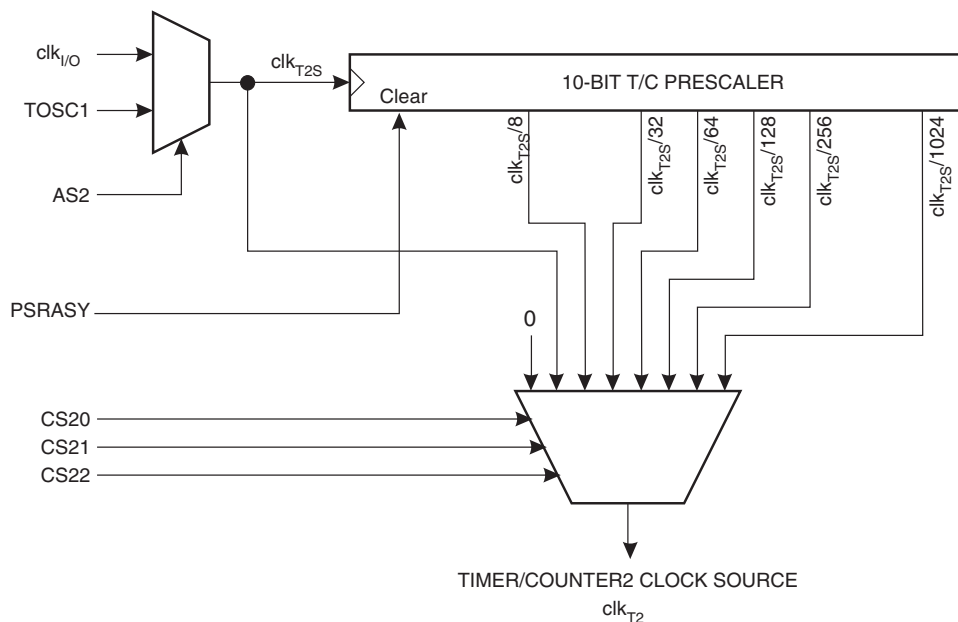 clkI/O
TOSC1
AS2
PSRASY
clkT2S
10-BIT T/C PRESCALER
Clear
clkT2S/8
clkT2S/32
clkT2S/64
clkT2S/128
clkT2S/256
clkT2S/1024
0
CS20
CS21
CS22
TIMER/COUNTER2 CLOCK SOURCE
clkT2